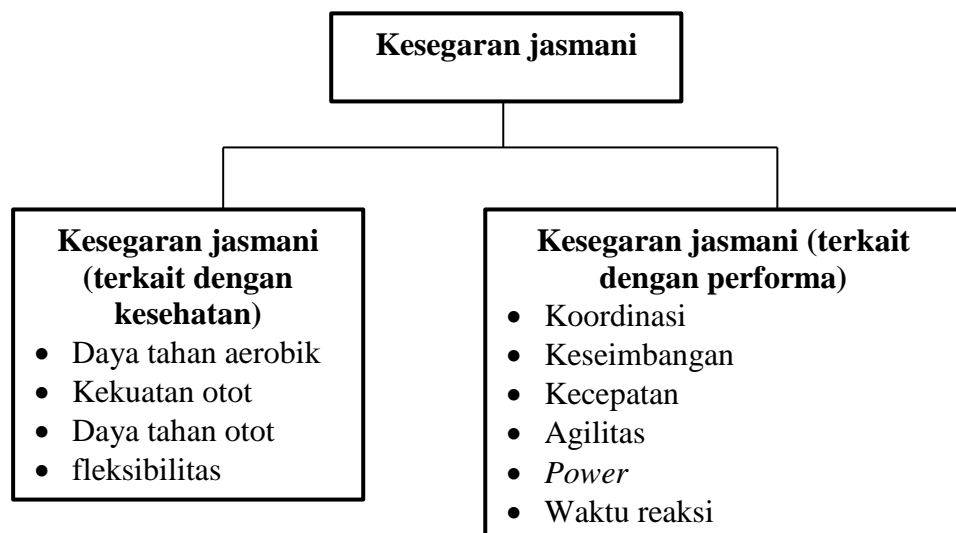 Kesegaran jasmani
Kesegaran jasmani
(terkait dengan
kesehatan)
• Daya tahan aerobik
• Kekuatan otot
• Daya tahan otot
• fleksibilitas
Kesegaran jasmani (terkait
dengan performa)
• Koordinasi
• Keseimbangan
• Kecepatan
• Agilitas
• Power
• Waktu reaksi